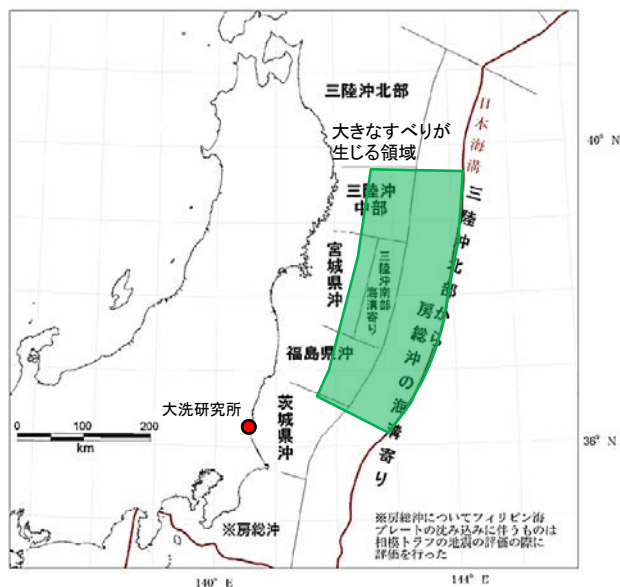 三陸沖北部
大きなすべりが
生じる領域
日本海溝
40° N
三陸沖
中部
三陸沖北部から
房総沖の海溝寄り
宮城県沖
三陸沖南部
海溝寄り
福島県沖
大洗研究所
茨城県沖
0 100 200
km
36° N
※房総沖
※房総沖についてフィリピン海
プレートの沈み込みに伴うものは
相模トラフの地震の評価の際に
評価を行った
140° E
144° E